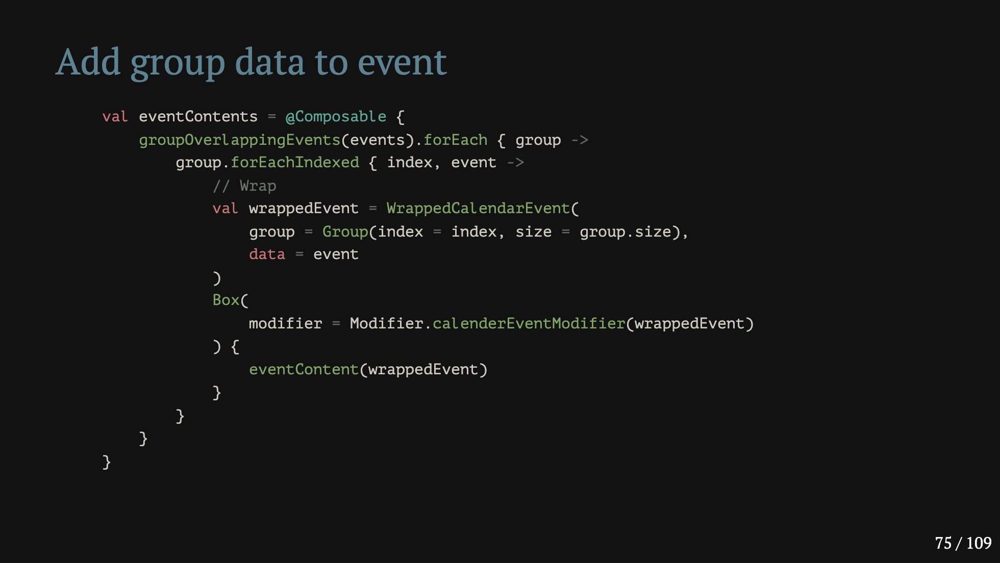 Add group data to event
val eventContents = @Composable {
    groupOverlappingEvents(events).forEach { group ->
        group.forEachIndexed { index, event ->
            // Wrap
            val wrappedEvent = WrappedCalendarEvent(
                group = Group(index = index, size = group.size),
                data = event
            )
            Box(
                modifier = Modifier.calenderEventModifier(wrappedEvent)
            ) {
                eventContent(wrappedEvent)
            }
        }
    }
}
75 / 109